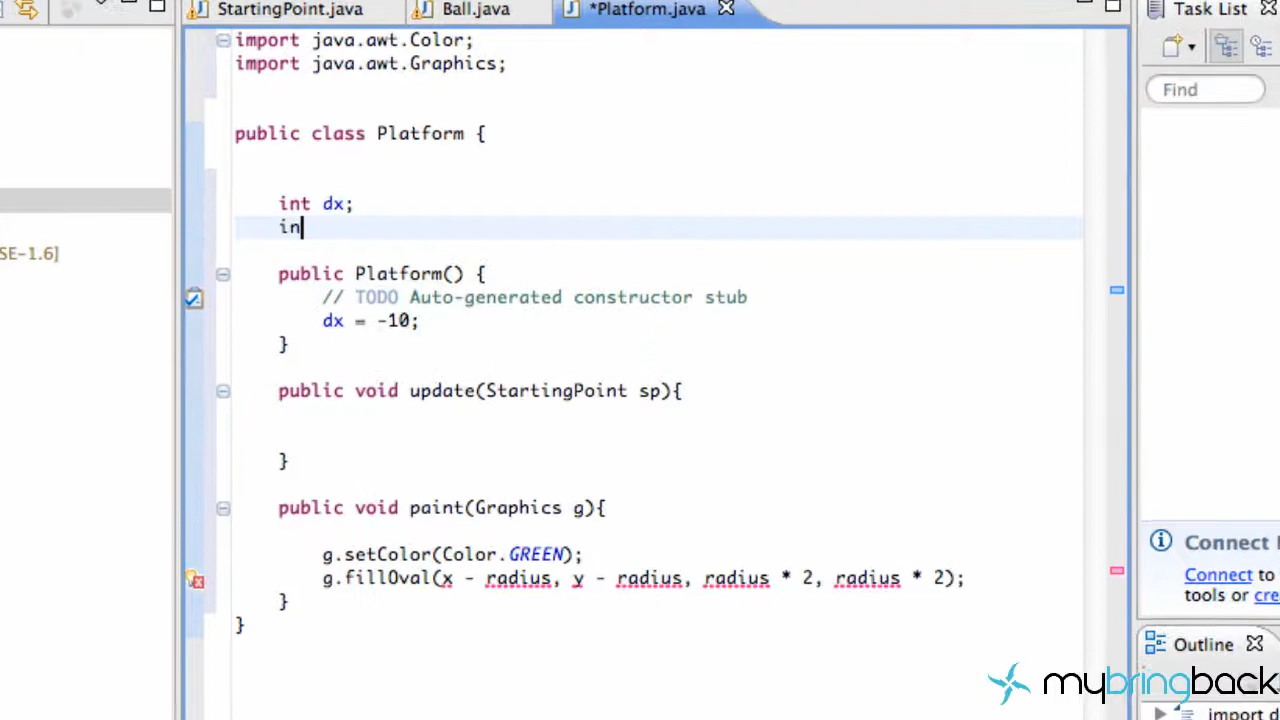 StartingPoint.java
Ball.java
*Platform.java
Task List
import java.awt.Color;
import java.awt.Graphics;
Find
public class Platform {
int dx;
in
SE-1.6]
public Platform() {
// TODO Auto-generated constructor stub
dx = -10;
}
public void update(StartingPoint sp){
}
public void paint(Graphics g){
g.setColor(Color.GREEN);
g.fillOval(x - radius, y - radius, radius * 2, radius * 2);
}
}
Connect
Connect to
tools or cre
Outline
mybringback
import d